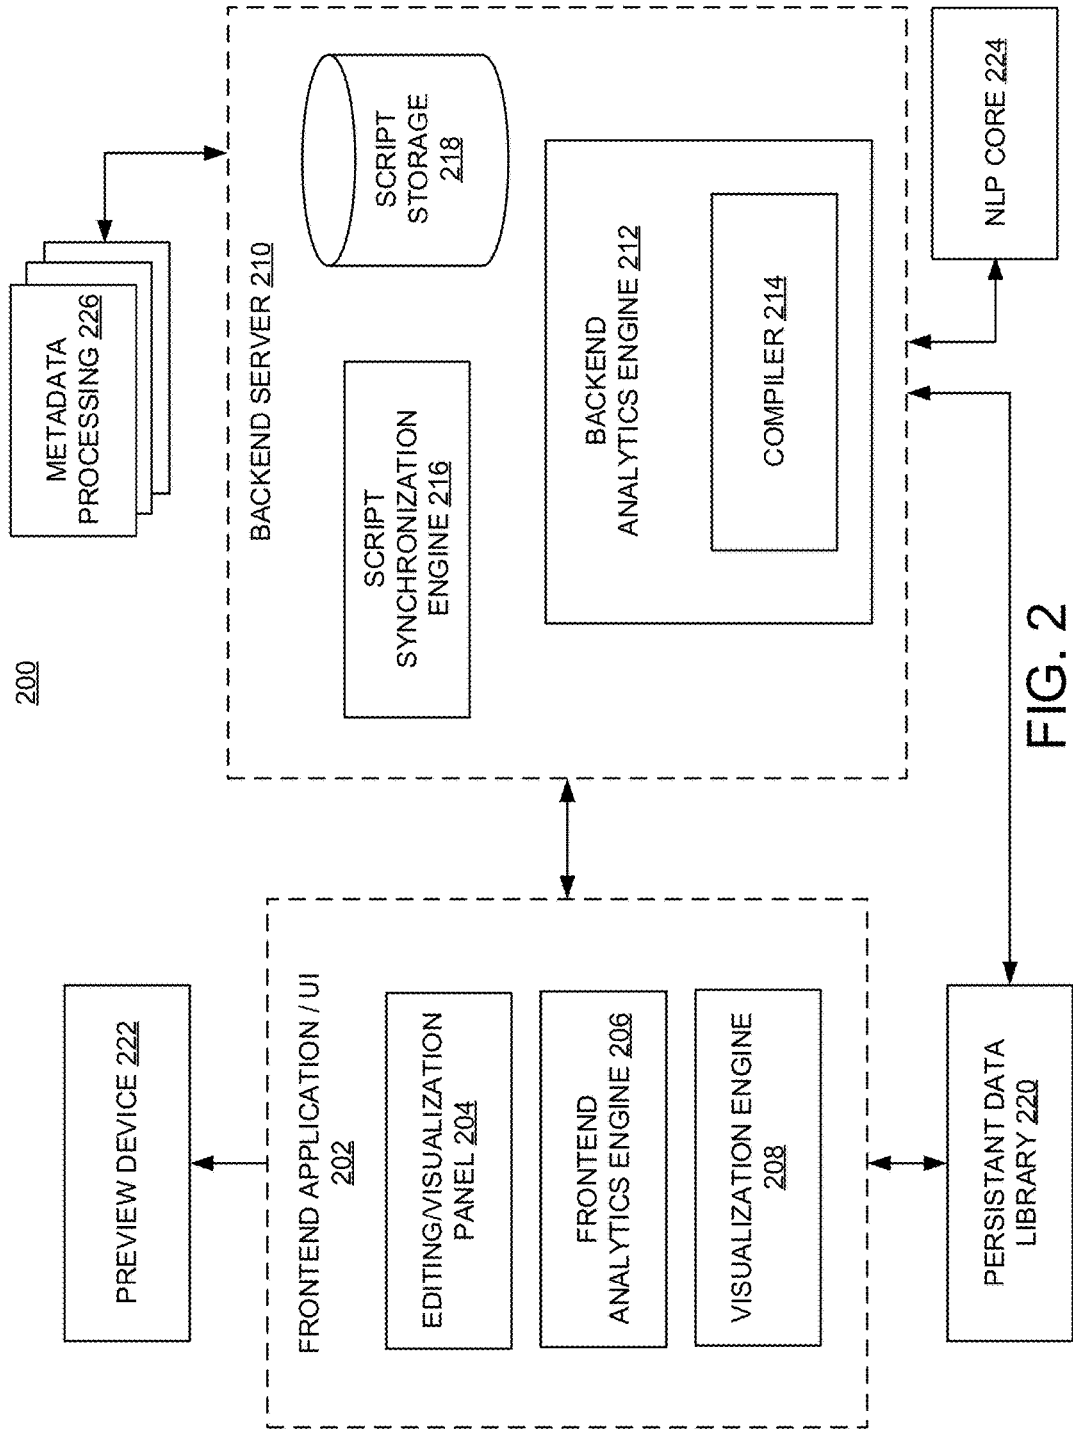 200
PREVIEW DEVICE 222
FRONTEND APPLICATION / UI
202
EDITING/VISUALIZATION
PANEL 204
FRONTEND
ANALYTICS ENGINE 206
VISUALIZATION ENGINE
208
PERSISTANT DATA
LIBRARY 220
METADATA
PROCESSING 226
BACKEND SERVER 210
SCRIPT
SYNCHRONIZATION
ENGINE 216
SCRIPT
STORAGE
218
BACKEND
ANALYTICS ENGINE 212
COMPILER 214
NLP CORE 224
FIG. 2